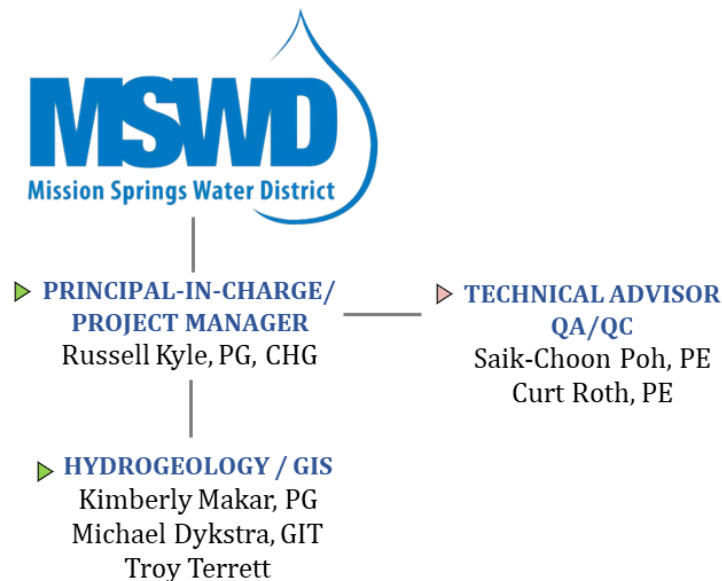 MSWD
Mission Springs Water District
PRINCIPAL-IN-CHARGE/
PROJECT MANAGER
Russell Kyle, PG, CHG
TECHNICAL ADVISOR
QA/QC
Saik-Choon Poh, PE
Curt Roth, PE
HYDROGEOLOGY / GIS
Kimberly Makar, PG
Michael Dykstra, GIT
Troy Terrett